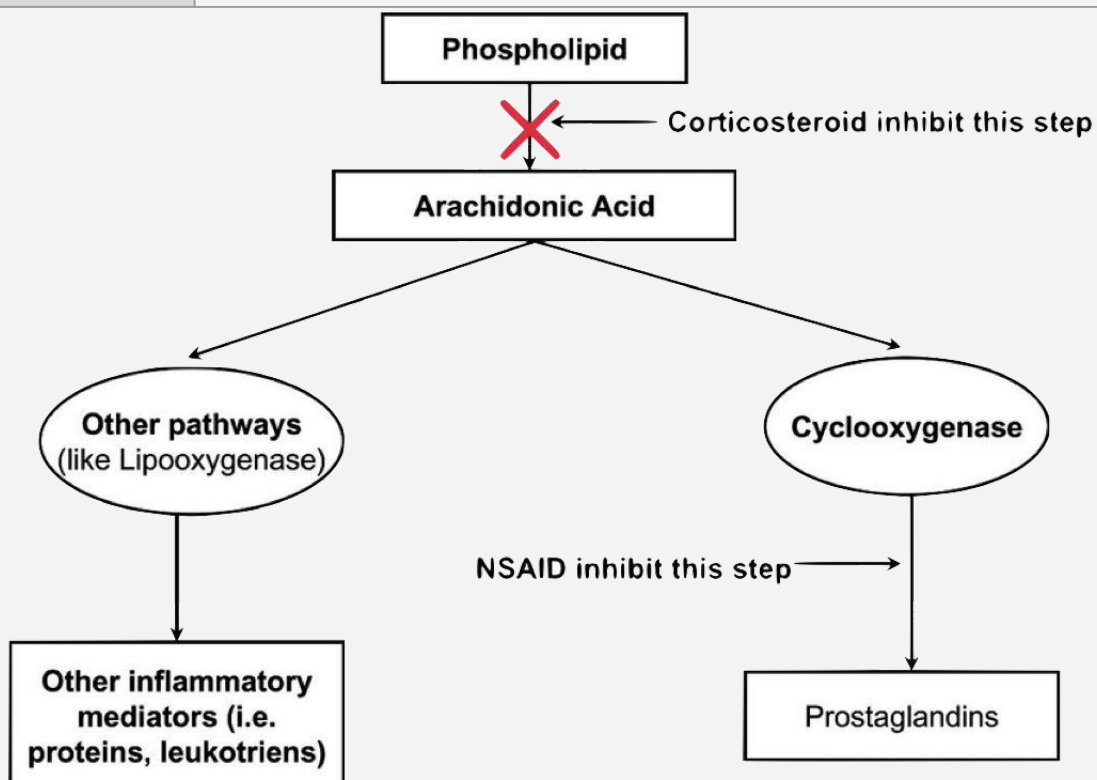 Phospholipid
Corticosteroid inhibit this step
Arachidonic Acid
Other pathways
(like Lipooxygenase)
Cyclooxygenase
NSAID inhibit this step
Other inflammatory
mediators (i.e.
proteins, leukotriens)
Prostaglandins